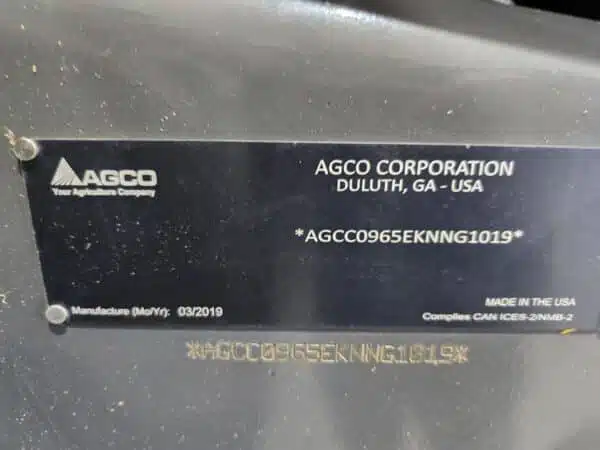 AGCO
Your Agriculture Company
AGCO CORPORATION
DULUTH, GA - USA
*AGCC0965EKNNG1019*
Manufacture (Mo/Yr): 03/2019
MADE IN THE USA
Complies CAN ICES-2/NMB-2
*AGCC0965EKNNG1019*